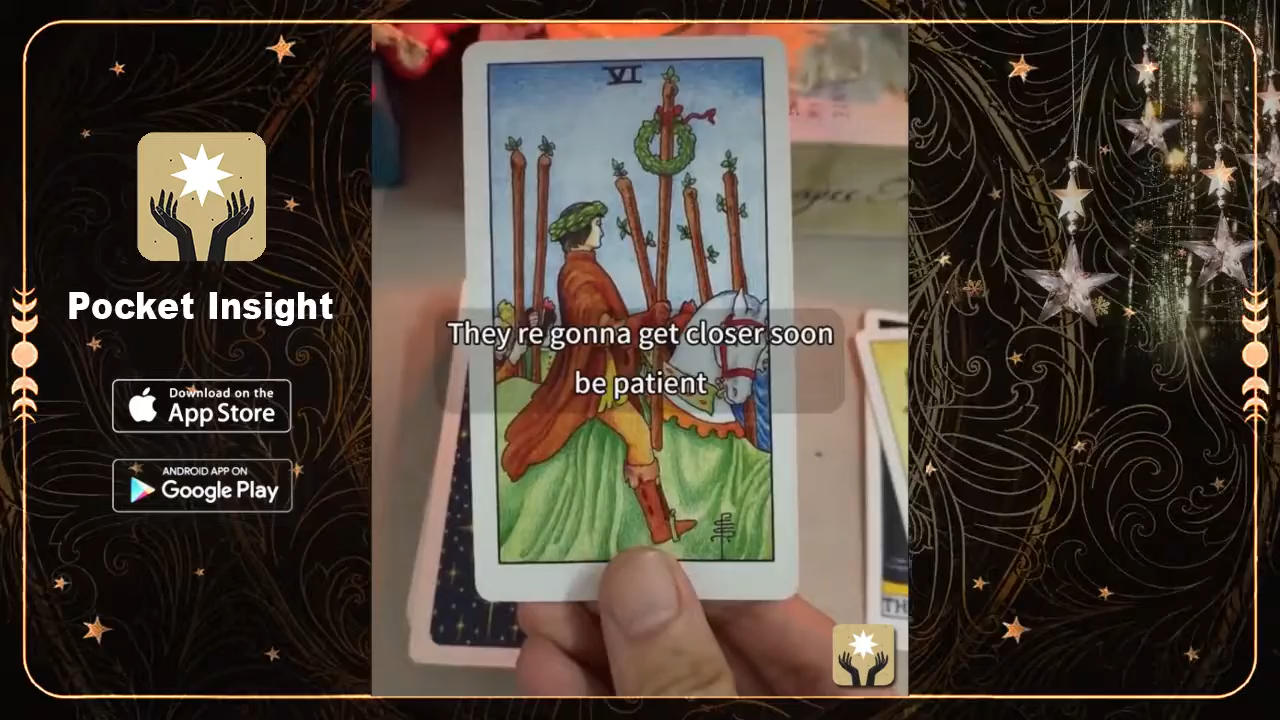 Pocket Insight
Download on the
App Store
ANDROID APP ON
Google Play
VI
They re gonna get closer soon
be patient
TH